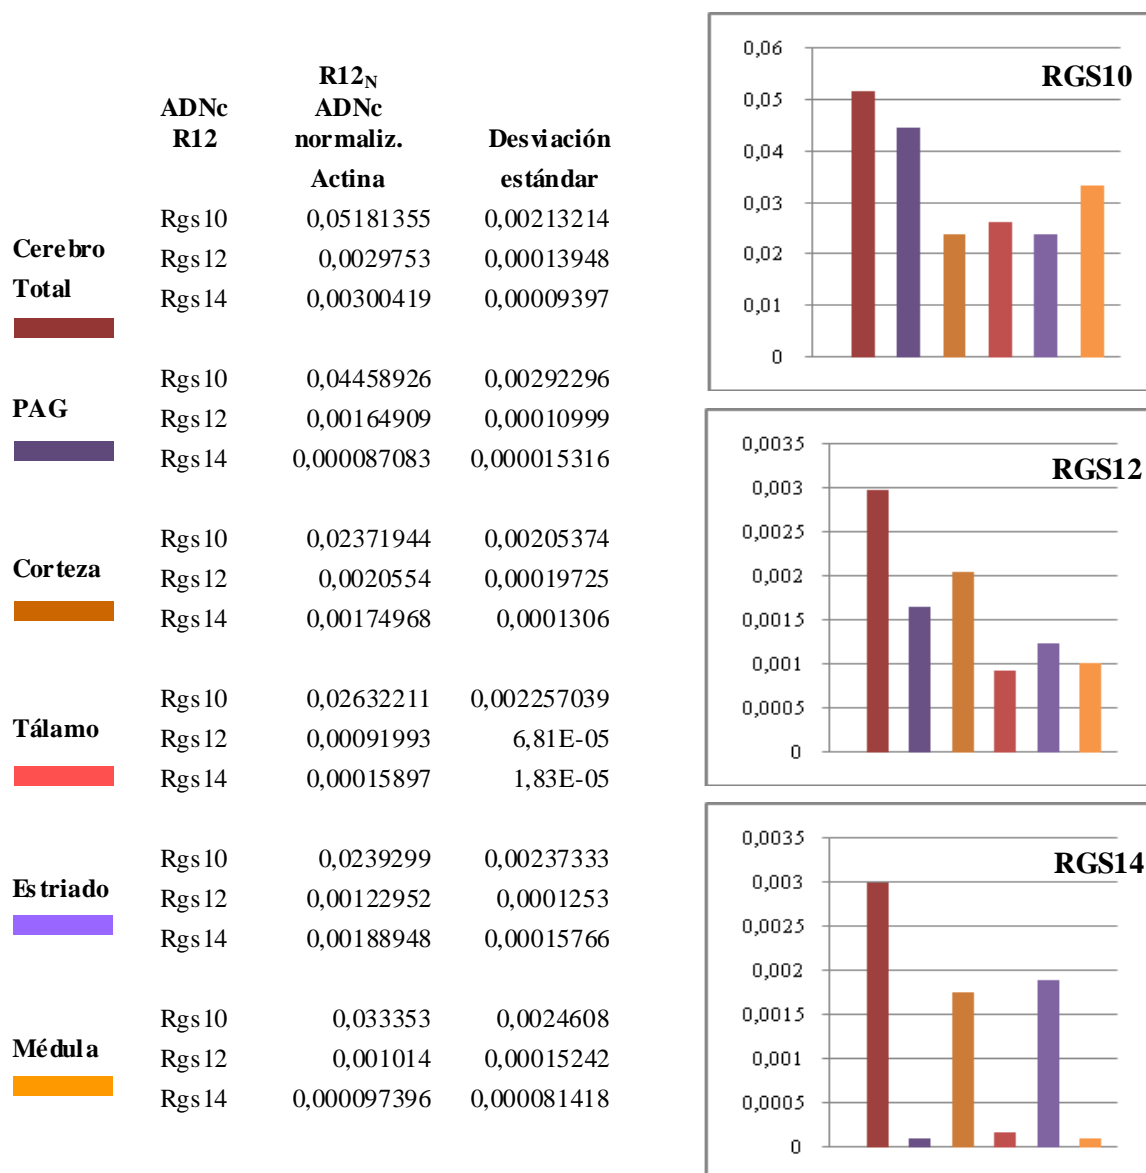 ADNc R12
R12N ADNc normaliz. Actina
Desviación estándar
Cerebro Total
Rgs10 0,05181355 0,00213214
Rgs12 0,0029753 0,00013948
Rgs14 0,00300419 0,00009397
PAG
Rgs10 0,04458926 0,00292296
Rgs12 0,00164909 0,00010999
Rgs14 0,000087083 0,000015316
Corteza
Rgs10 0,02371944 0,00205374
Rgs12 0,0020554 0,00019725
Rgs14 0,00174968 0,0001306
Tálamo
Rgs10 0,02632211 0,002257039
Rgs12 0,00091993 6,81E-05
Rgs14 0,00015897 1,83E-05
Estriado
Rgs10 0,0239299 0,00237333
Rgs12 0,00122952 0,0001253
Rgs14 0,00188948 0,00015766
Médula
Rgs10 0,033353 0,0024608
Rgs12 0,001014 0,00015242
Rgs14 0,000097396 0,000081418
RGS10
0,06
0,05
0,04
0,03
0,02
0,01
0
RGS12
0,0035
0,003
0,0025
0,002
0,0015
0,001
0,0005
0
RGS14
0,0035
0,003
0,0025
0,002
0,0015
0,001
0,0005
0